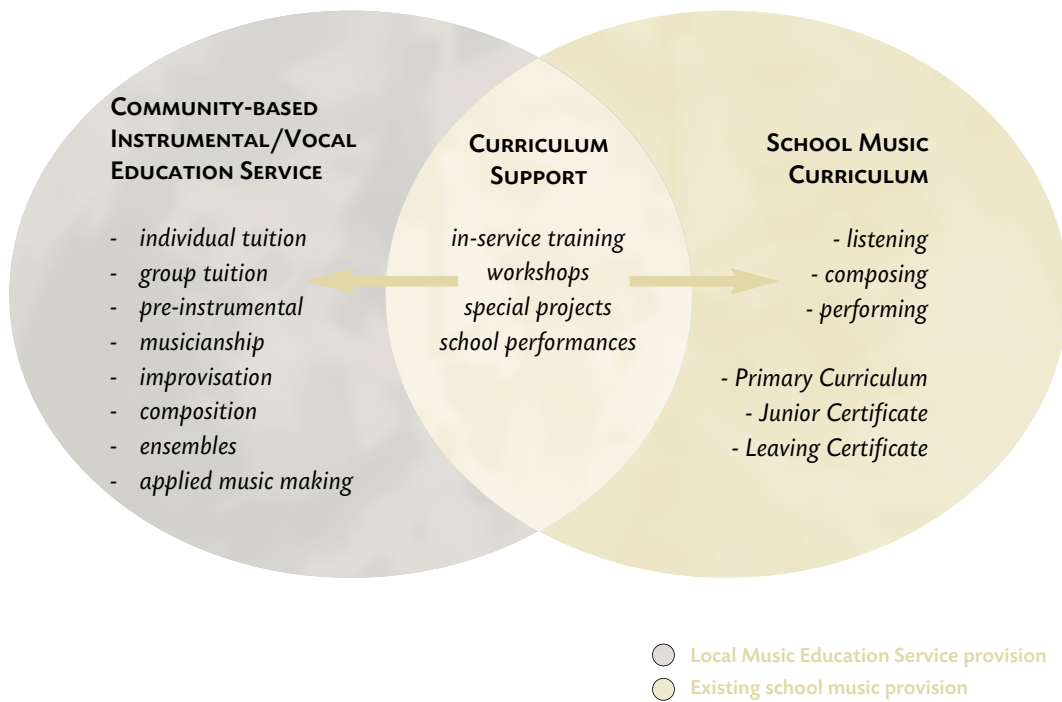 Community-based
Instrumental/Vocal
Education Service
- individual tuition
- group tuition
- pre-instrumental
- musicianship
- improvisation
- composition
- ensembles
- applied music making
Curriculum
Support
in-service training
workshops
special projects
school performances
School Music
Curriculum
- listening
- composing
- performing
- Primary Curriculum
- Junior Certificate
- Leaving Certificate
Local Music Education Service provision
Existing school music provision